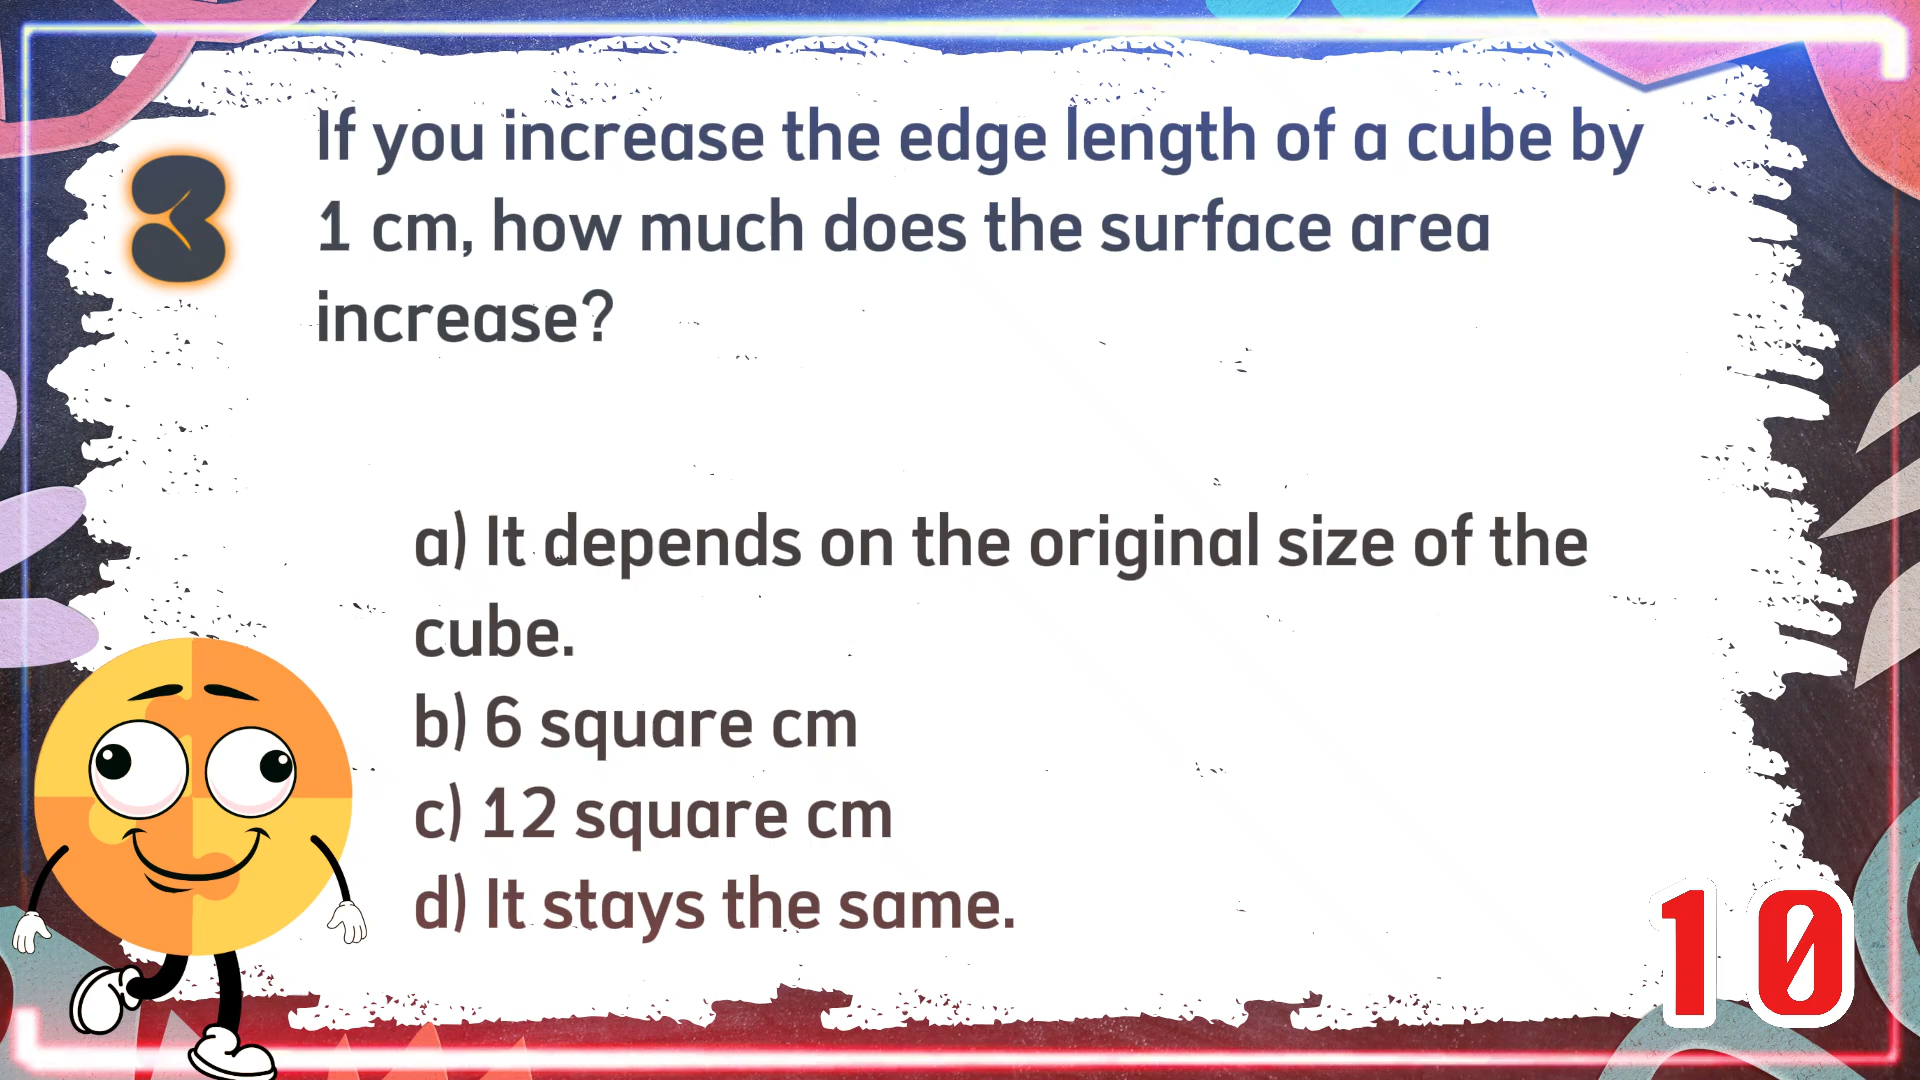 3
If you increase the edge length of a cube by
1 cm, how much does the surface area
increase?
a) It depends on the original size of the
cube.
b) 6 square cm
c) 12 square cm
d) It stays the same.
10